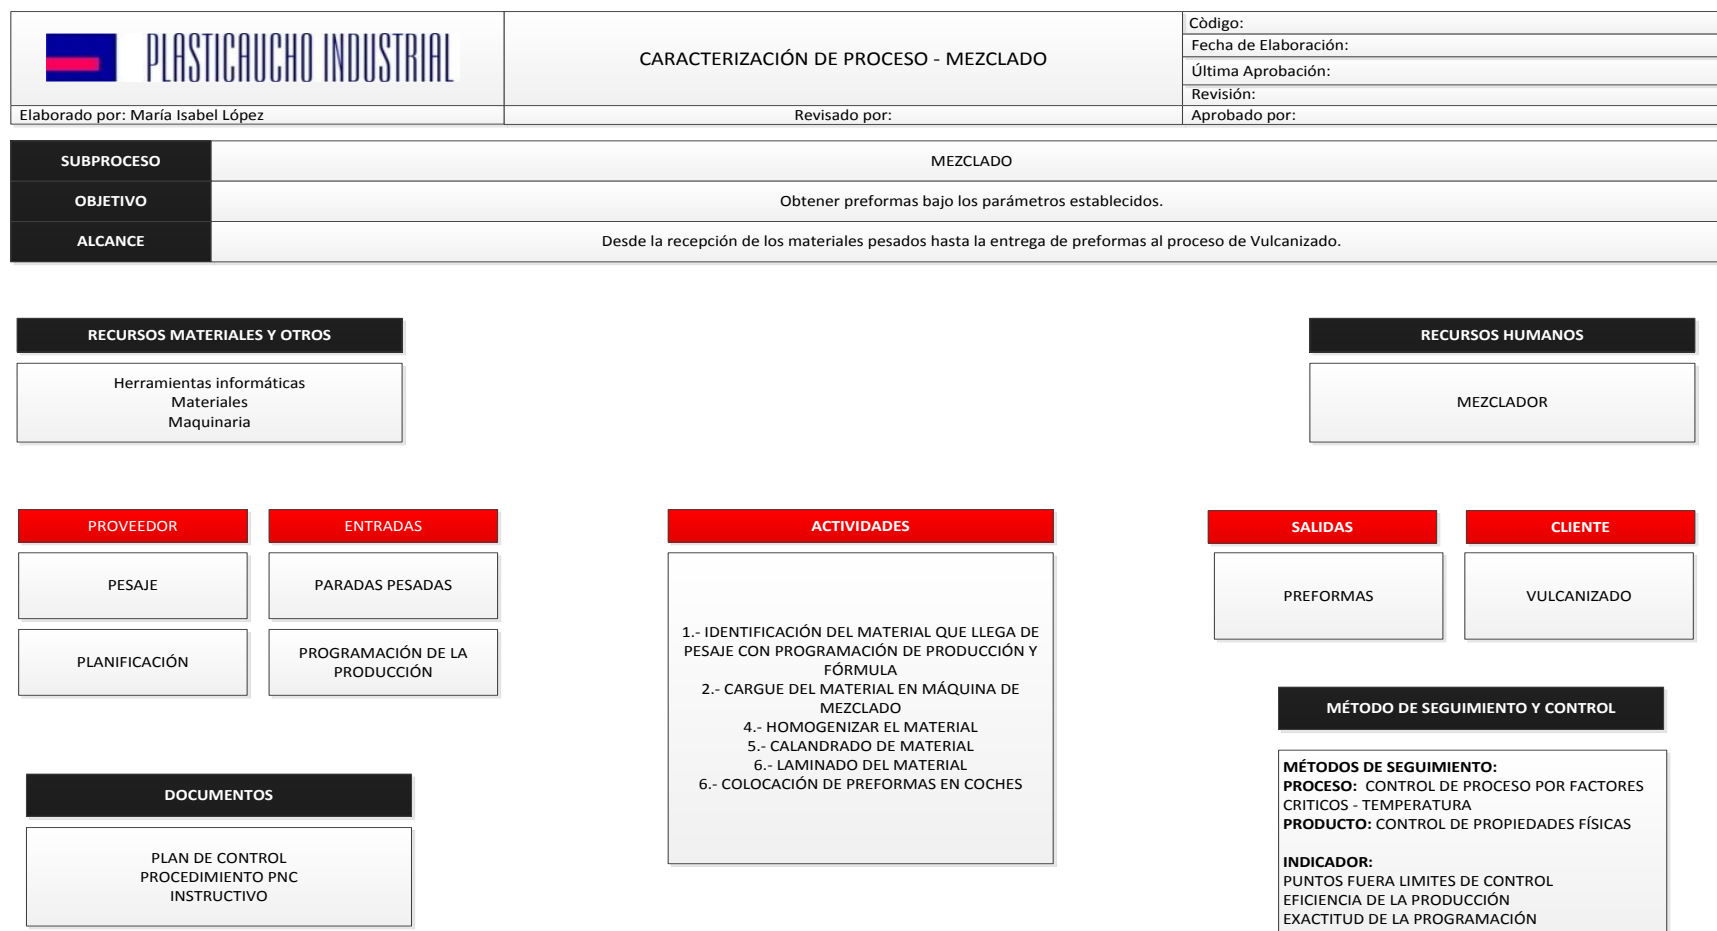 PLASTICAUCHO INDUSTRIAL
CARACTERIZACIÓN DE PROCESO - MEZCLADO
Còdigo:
Fecha de Elaboración:
Última Aprobación:
Revisión:
Elaborado por: María Isabel López
Revisado por:
Aprobado por:
SUBPROCESO
MEZCLADO
OBJETIVO
Obtener preformas bajo los parámetros establecidos.
ALCANCE
Desde la recepción de los materiales pesados hasta la entrega de preformas al proceso de Vulcanizado.
RECURSOS MATERIALES Y OTROS
Herramientas informáticas
Materiales
Maquinaria
RECURSOS HUMANOS
MEZCLADOR
PROVEEDOR
PESAJE
PLANIFICACIÓN
ENTRADAS
PARADAS PESADAS
PROGRAMACIÓN DE LA
PRODUCCIÓN
ACTIVIDADES
1.- IDENTIFICACIÓN DEL MATERIAL QUE LLEGA DE
PESAJE CON PROGRAMACIÓN DE PRODUCCIÓN Y
FÓRMULA
2.- CARGUE DEL MATERIAL EN MÁQUINA DE
MEZCLADO
4.- HOMOGENIZAR EL MATERIAL
5.- CALANDRADO DE MATERIAL
6.- LAMINADO DEL MATERIAL
6.- COLOCACIÓN DE PREFORMAS EN COCHES
SALIDAS
PREFORMAS
CLIENTE
VULCANIZADO
DOCUMENTOS
PLAN DE CONTROL
PROCEDIMIENTO PNC
INSTRUCTIVO
MÉTODO DE SEGUIMIENTO Y CONTROL
MÉTODOS DE SEGUIMIENTO:
PROCESO: CONTROL DE PROCESO POR FACTORES
CRITICOS - TEMPERATURA
PRODUCTO: CONTROL DE PROPIEDADES FÍSICAS
INDICADOR:
PUNTOS FUERA LIMITES DE CONTROL
EFICIENCIA DE LA PRODUCCIÓN
EXACTITUD DE LA PROGRAMACIÓN